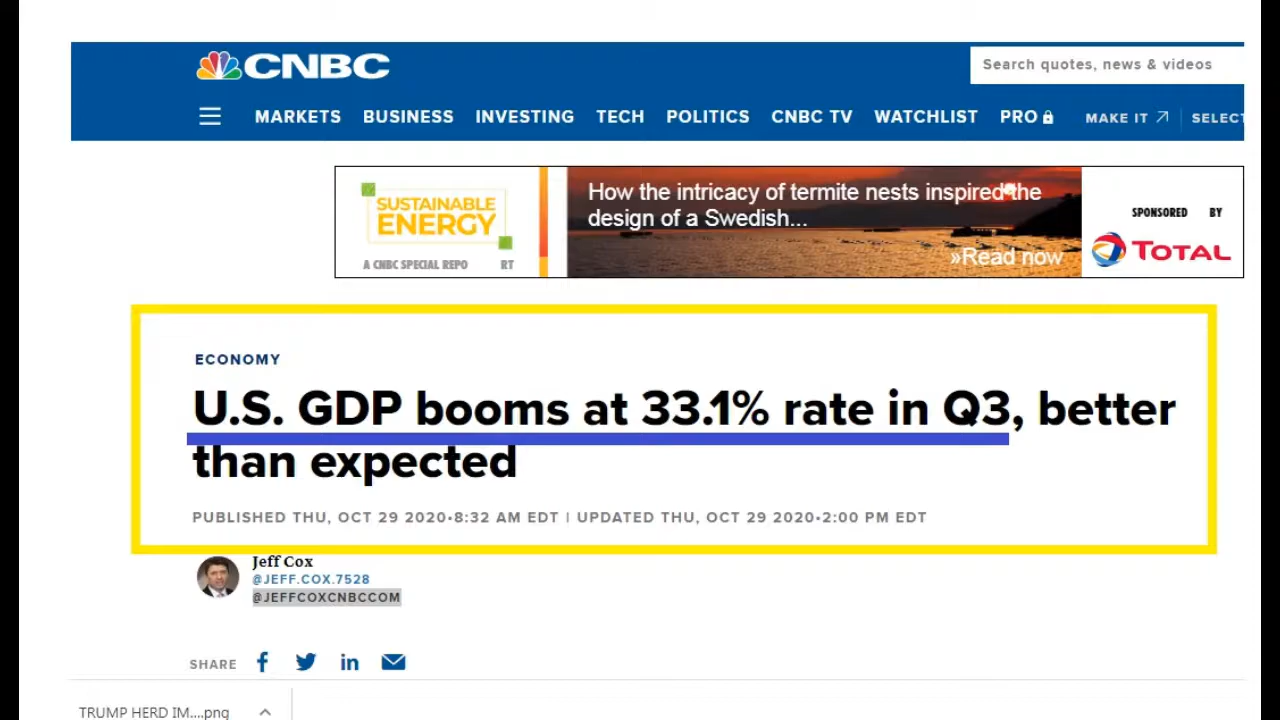 CNBC
Search quotes, news & videos
MARKETS BUSINESS INVESTING TECH POLITICS CNBC TV WATCHLIST PRO MAKE IT SELECT
SUSTAINABLE
ENERGY
A CNBC SPECIAL REPO RT
How the intricacy of termite nests inspired the
design of a Swedish...
»Read now
SPONSORED BY
TOTAL
ECONOMY
U.S. GDP booms at 33.1% rate in Q3, better
than expected
PUBLISHED THU, OCT 29 2020•8:32 AM EDT | UPDATED THU, OCT 29 2020•2:00 PM EDT
Jeff Cox
@JEFF.COX.7528
@JEFFCOXCNBCCOM
SHARE
TRUMP HERD IM....png